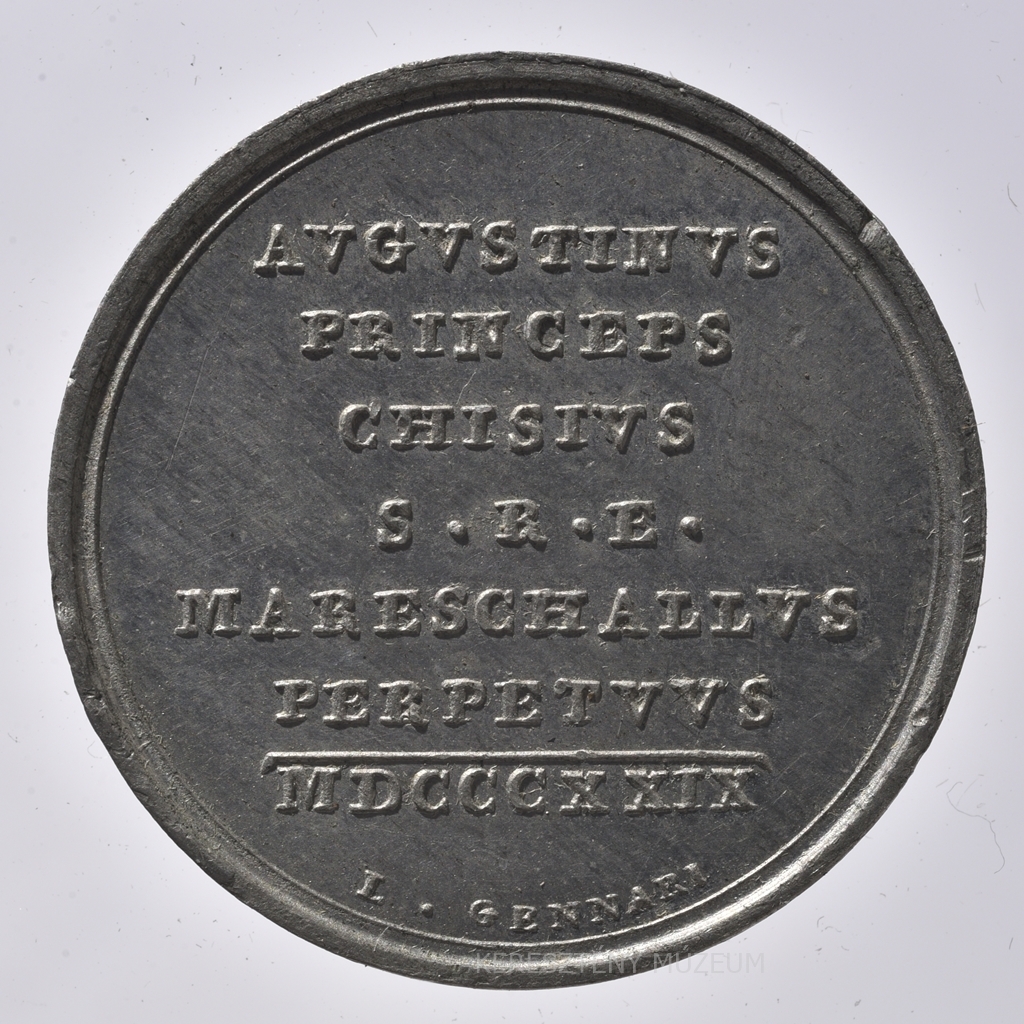 AVGVSTINVS
PRINCEPS
CHISIVS
S · R · E ·
MARESCHALLVS
PERPETVVS
MDCCCXXIX
L · GENNARI
KERESZTÉNY MÚZEUM